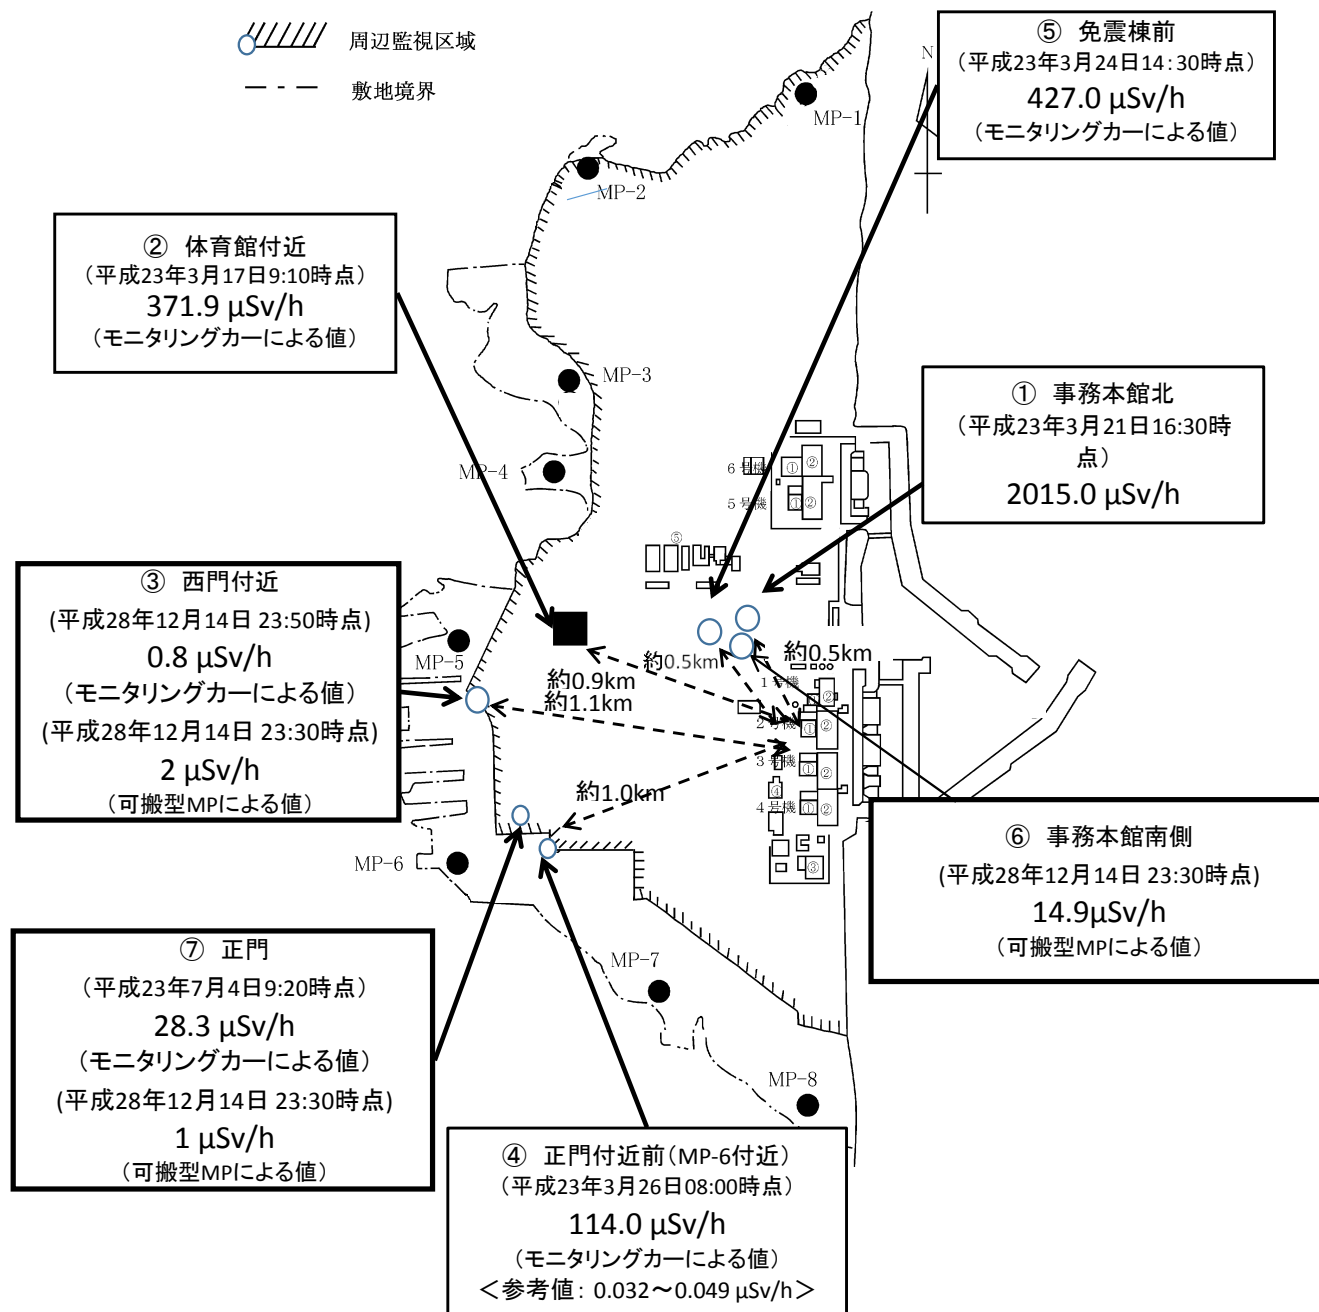 周辺監視区域
敷地境界
⑤ 免震棟前
(平成23年3月24日14:30時点)
427.0 μSv/h
(モニタリングカーによる値)
N
MP-1
MP-2
② 体育館付近
(平成23年3月17日9:10時点)
371.9 μSv/h
(モニタリングカーによる値)
MP-3
① 事務本館北
(平成23年3月21日16:30時
点)
2015.0 μSv/h
MP-4
6号機
①
②
5号機
①
②
⑤
③ 西門付近
(平成28年12月14日 23:50時点)
0.8 μSv/h
(モニタリングカーによる値)
(平成28年12月14日 23:30時点)
2 μSv/h
(可搬型MPによる値)
MP-5
約0.5km
約0.5km
約0.9km
約1.1km
1号機
②
2号機
①
②
3号機
①
②
約1.0km
④
4号機
①
②
③
MP-6
⑥ 事務本館南側
(平成28年12月14日 23:30時点)
14.9μSv/h
(可搬型MPによる値)
⑦ 正門
(平成23年7月4日9:20時点)
28.3 μSv/h
(モニタリングカーによる値)
(平成28年12月14日 23:30時点)
1 μSv/h
(可搬型MPによる値)
MP-7
MP-8
④ 正門付近前(MP-6付近)
(平成23年3月26日08:00時点)
114.0 μSv/h
(モニタリングカーによる値)
<参考値: 0.032~0.049 μSv/h>